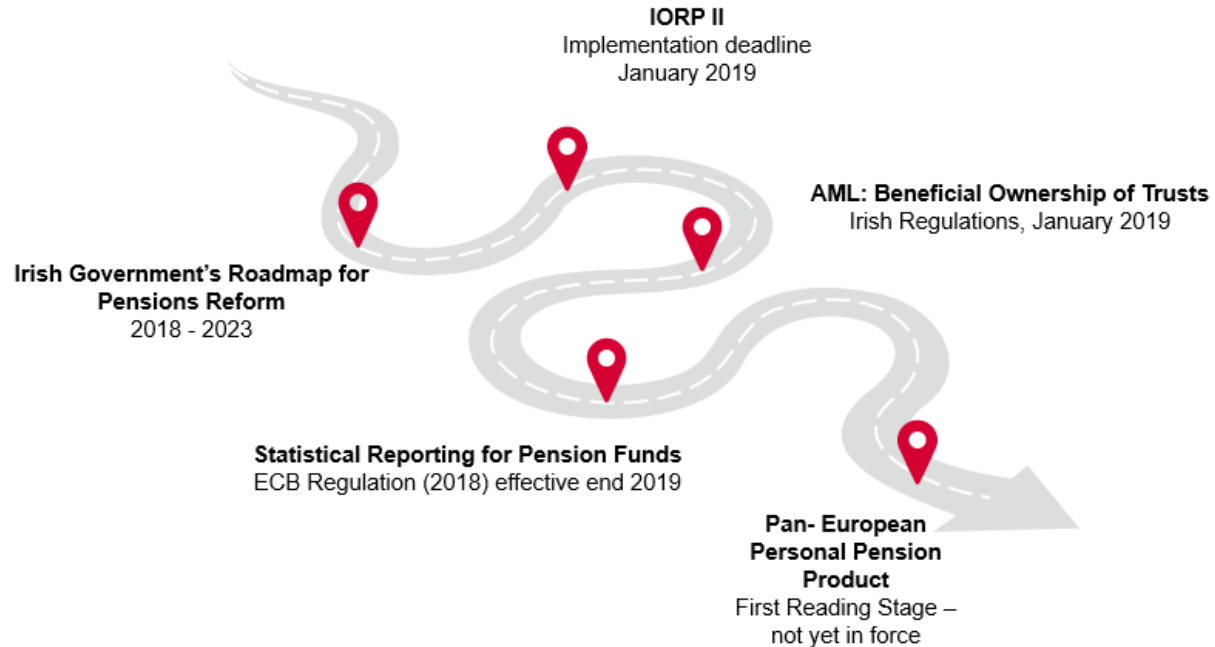 IORP II
Implementation deadline
January 2019
AML: Beneficial Ownership of Trusts
Irish Regulations, January 2019
Irish Government's Roadmap for
Pensions Reform
2018 - 2023
Statistical Reporting for Pension Funds
ECB Regulation (2018) effective end 2019
Pan- European
Personal Pension
Product
First Reading Stage –
not yet in force